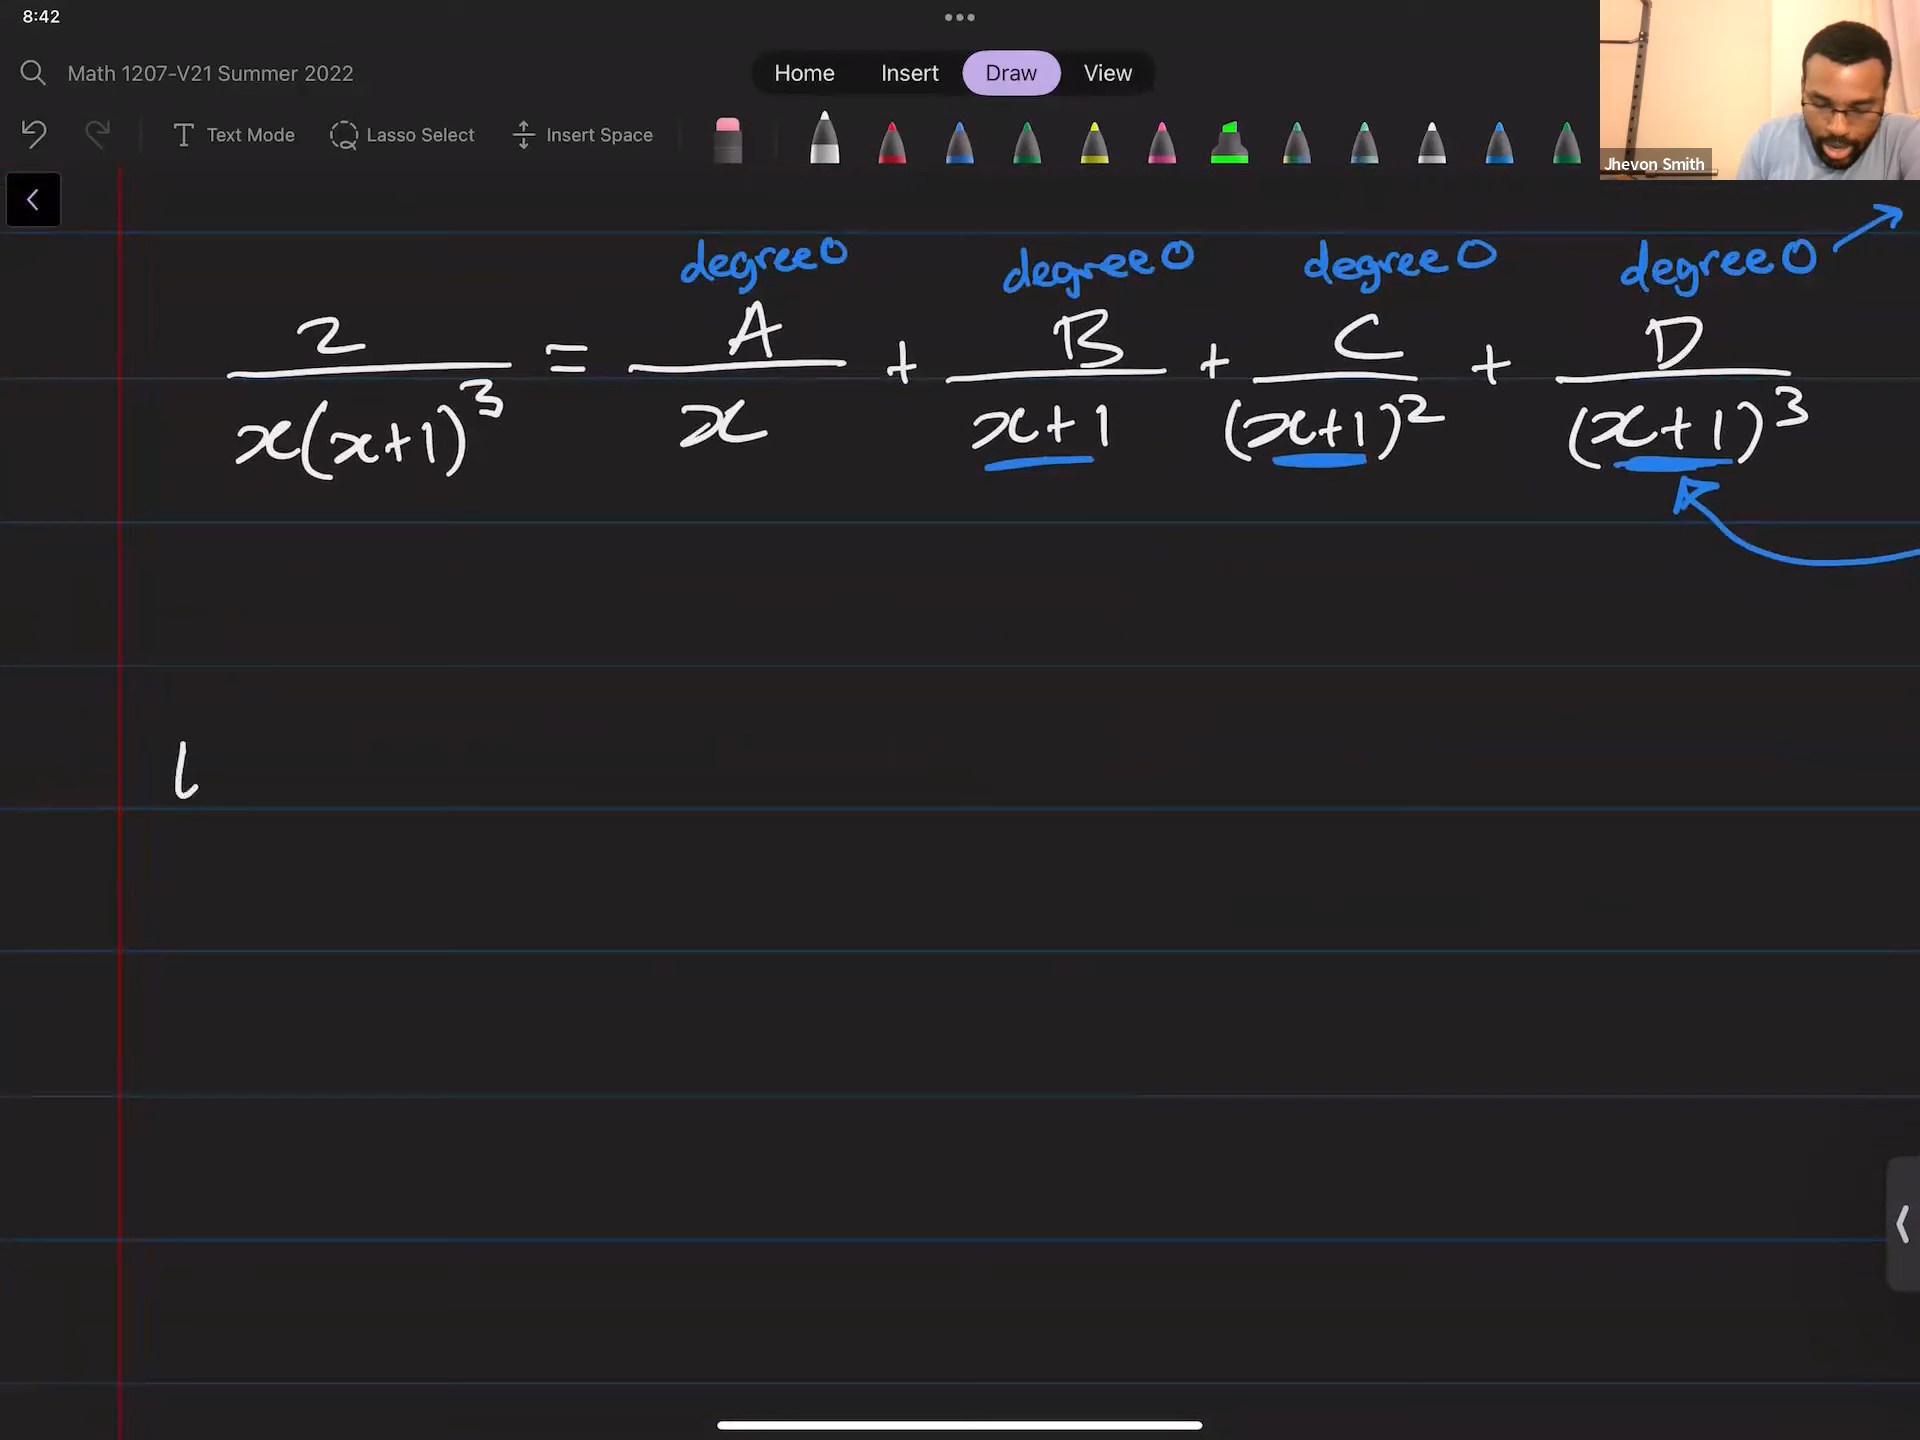 8:42
Math 1207-V21 Summer 2022
Home Insert Draw View
Text Mode Lasso Select Insert Space
Jhevon Smith
degree 0 degree 0 degree 0 degree 0
2/(x(x+1)^3) = A/x + B/(x+1) + C/(x+1)^2 + D/(x+1)^3